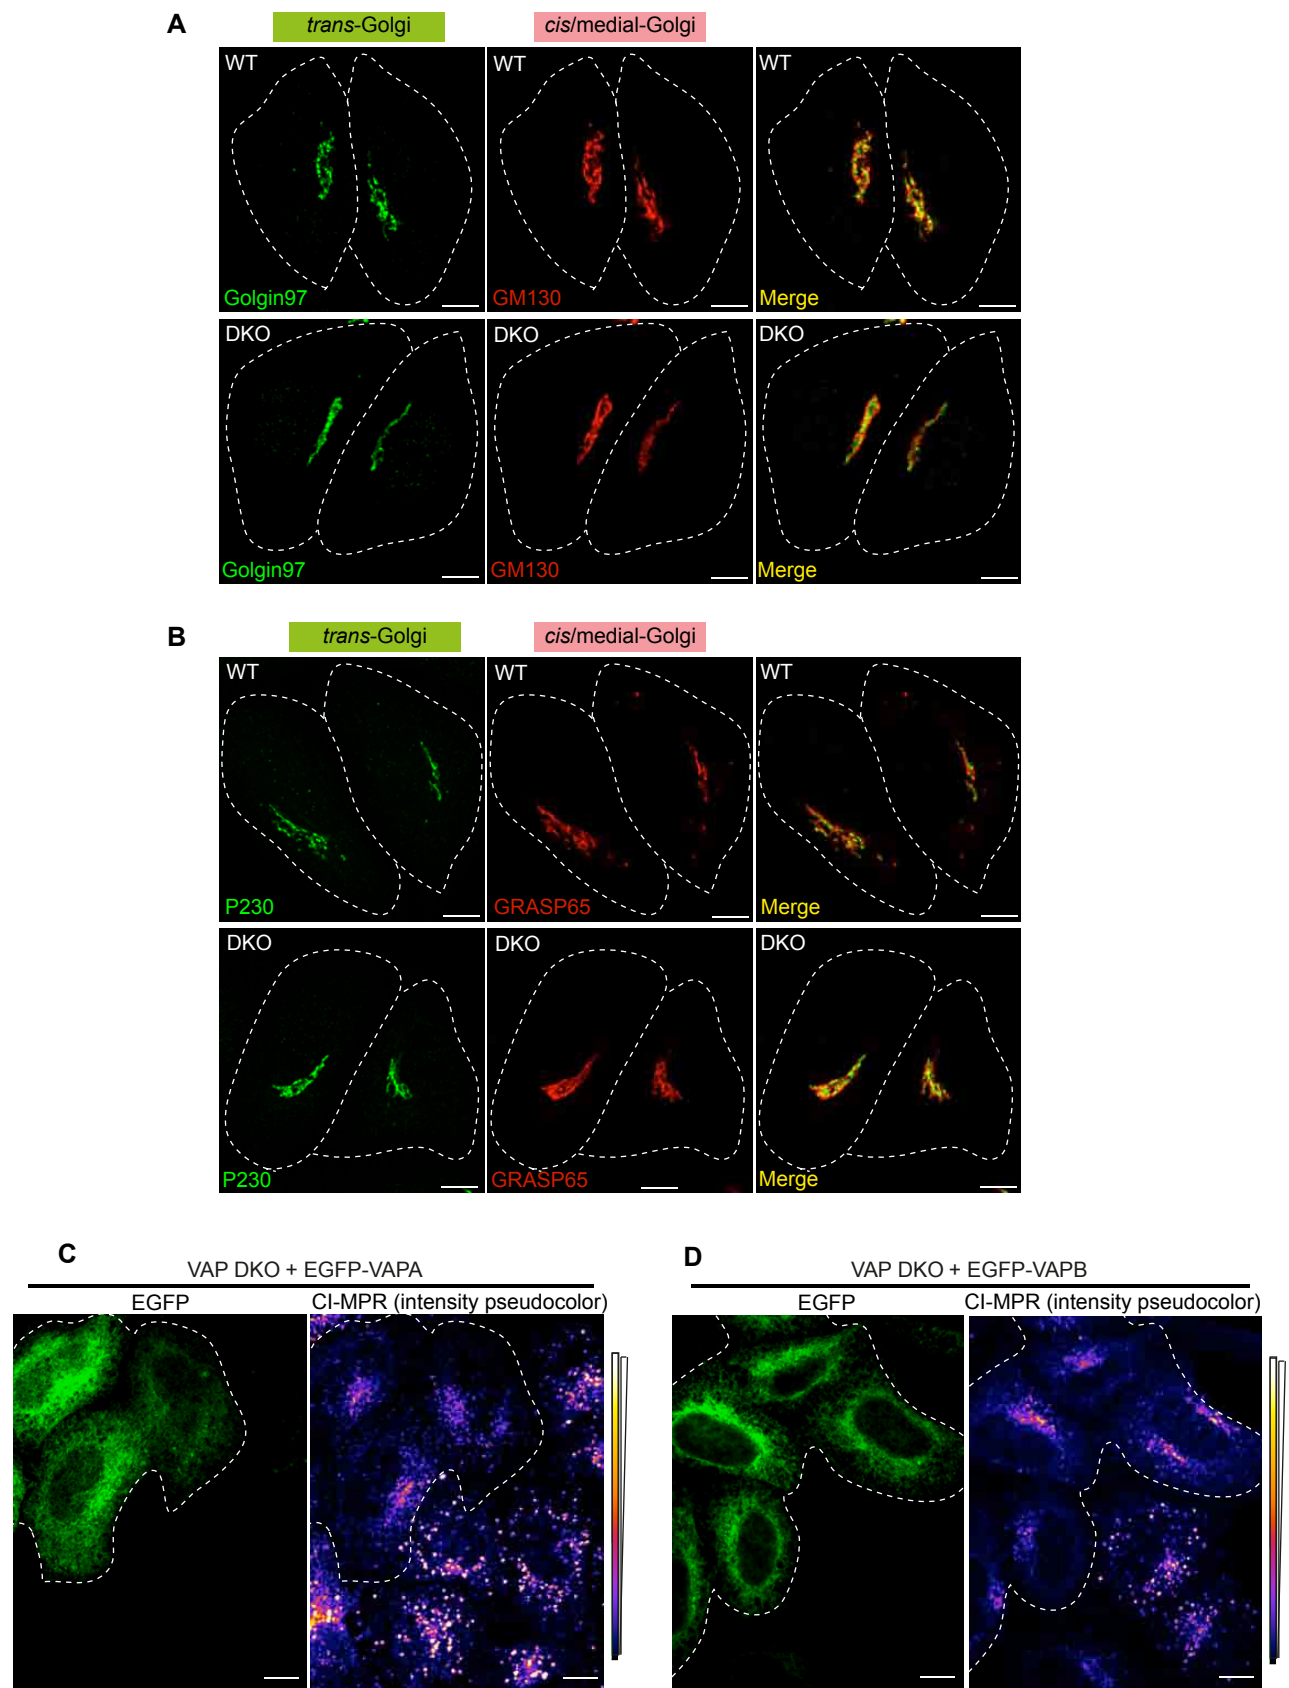 A
trans-Golgi
cis/medial-Golgi
WT
WT
WT
Golgin97
GM130
Merge
DKO
DKO
DKO
Golgin97
GM130
Merge
B
trans-Golgi
cis/medial-Golgi
WT
WT
WT
P230
GRASP65
Merge
DKO
DKO
DKO
P230
GRASP65
Merge
C
VAP DKO + EGFP-VAPA
EGFP
CI-MPR (intensity pseudocolor)
D
VAP DKO + EGFP-VAPB
EGFP
CI-MPR (intensity pseudocolor)